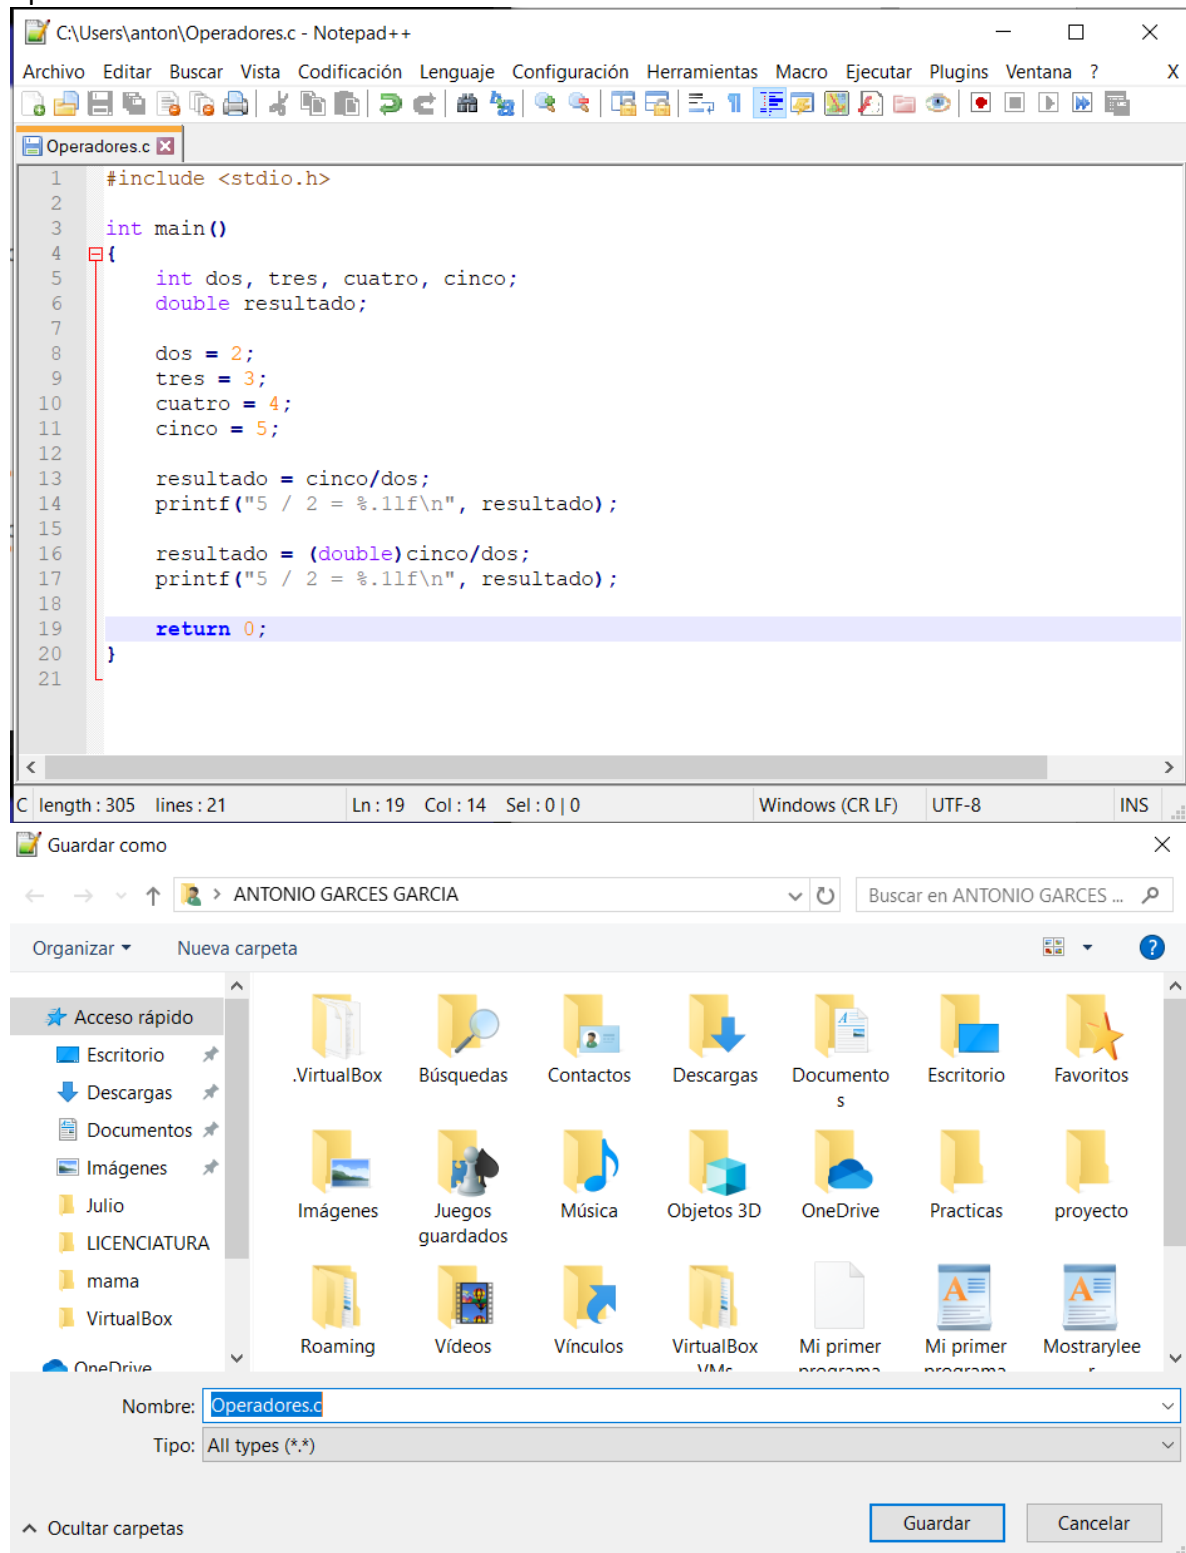 C:\Users\anton\Operadores.c - Notepad++
Archivo Editar Buscar Vista Codificación Lenguaje Configuración Herramientas Macro Ejecutar Plugins Ventana ? X
Operadores.c
1 #include <stdio.h>
2
3 int main()
4 {
5 int dos, tres, cuatro, cinco;
6 double resultado;
7
8 dos = 2;
9 tres = 3;
10 cuatro = 4;
11 cinco = 5;
12
13 resultado = cinco/dos;
14 printf("5 / 2 = %.1lf\n", resultado);
15
16 resultado = (double)cinco/dos;
17 printf("5 / 2 = %.1lf\n", resultado);
18
19 return 0;
20 }
21
C length : 305 lines : 21 Ln : 19 Col : 14 Sel : 0 | 0 Windows (CR LF) UTF-8 INS
Guardar como
ANTONIO GARCES GARCIA
Buscar en ANTONIO GARCES ...
Organizar Nueva carpeta
Acceso rápido
Escritorio
Descargas
Documentos
Imágenes
Julio
LICENCIATURA
mama
VirtualBox
OneDrive
.VirtualBox Búsquedas Contactos Descargas Documento Escritorio Favoritos
s
Imágenes Juegos Música Objetos 3D OneDrive Practicas proyecto
guardados
Roaming Vídeos Vínculos VirtualBox Mi primer Mi primer Mostrarylee
VMs programa programa r
Nombre: Operadores.c
Tipo: All types (*.*)
Ocultar carpetas
Guardar Cancelar